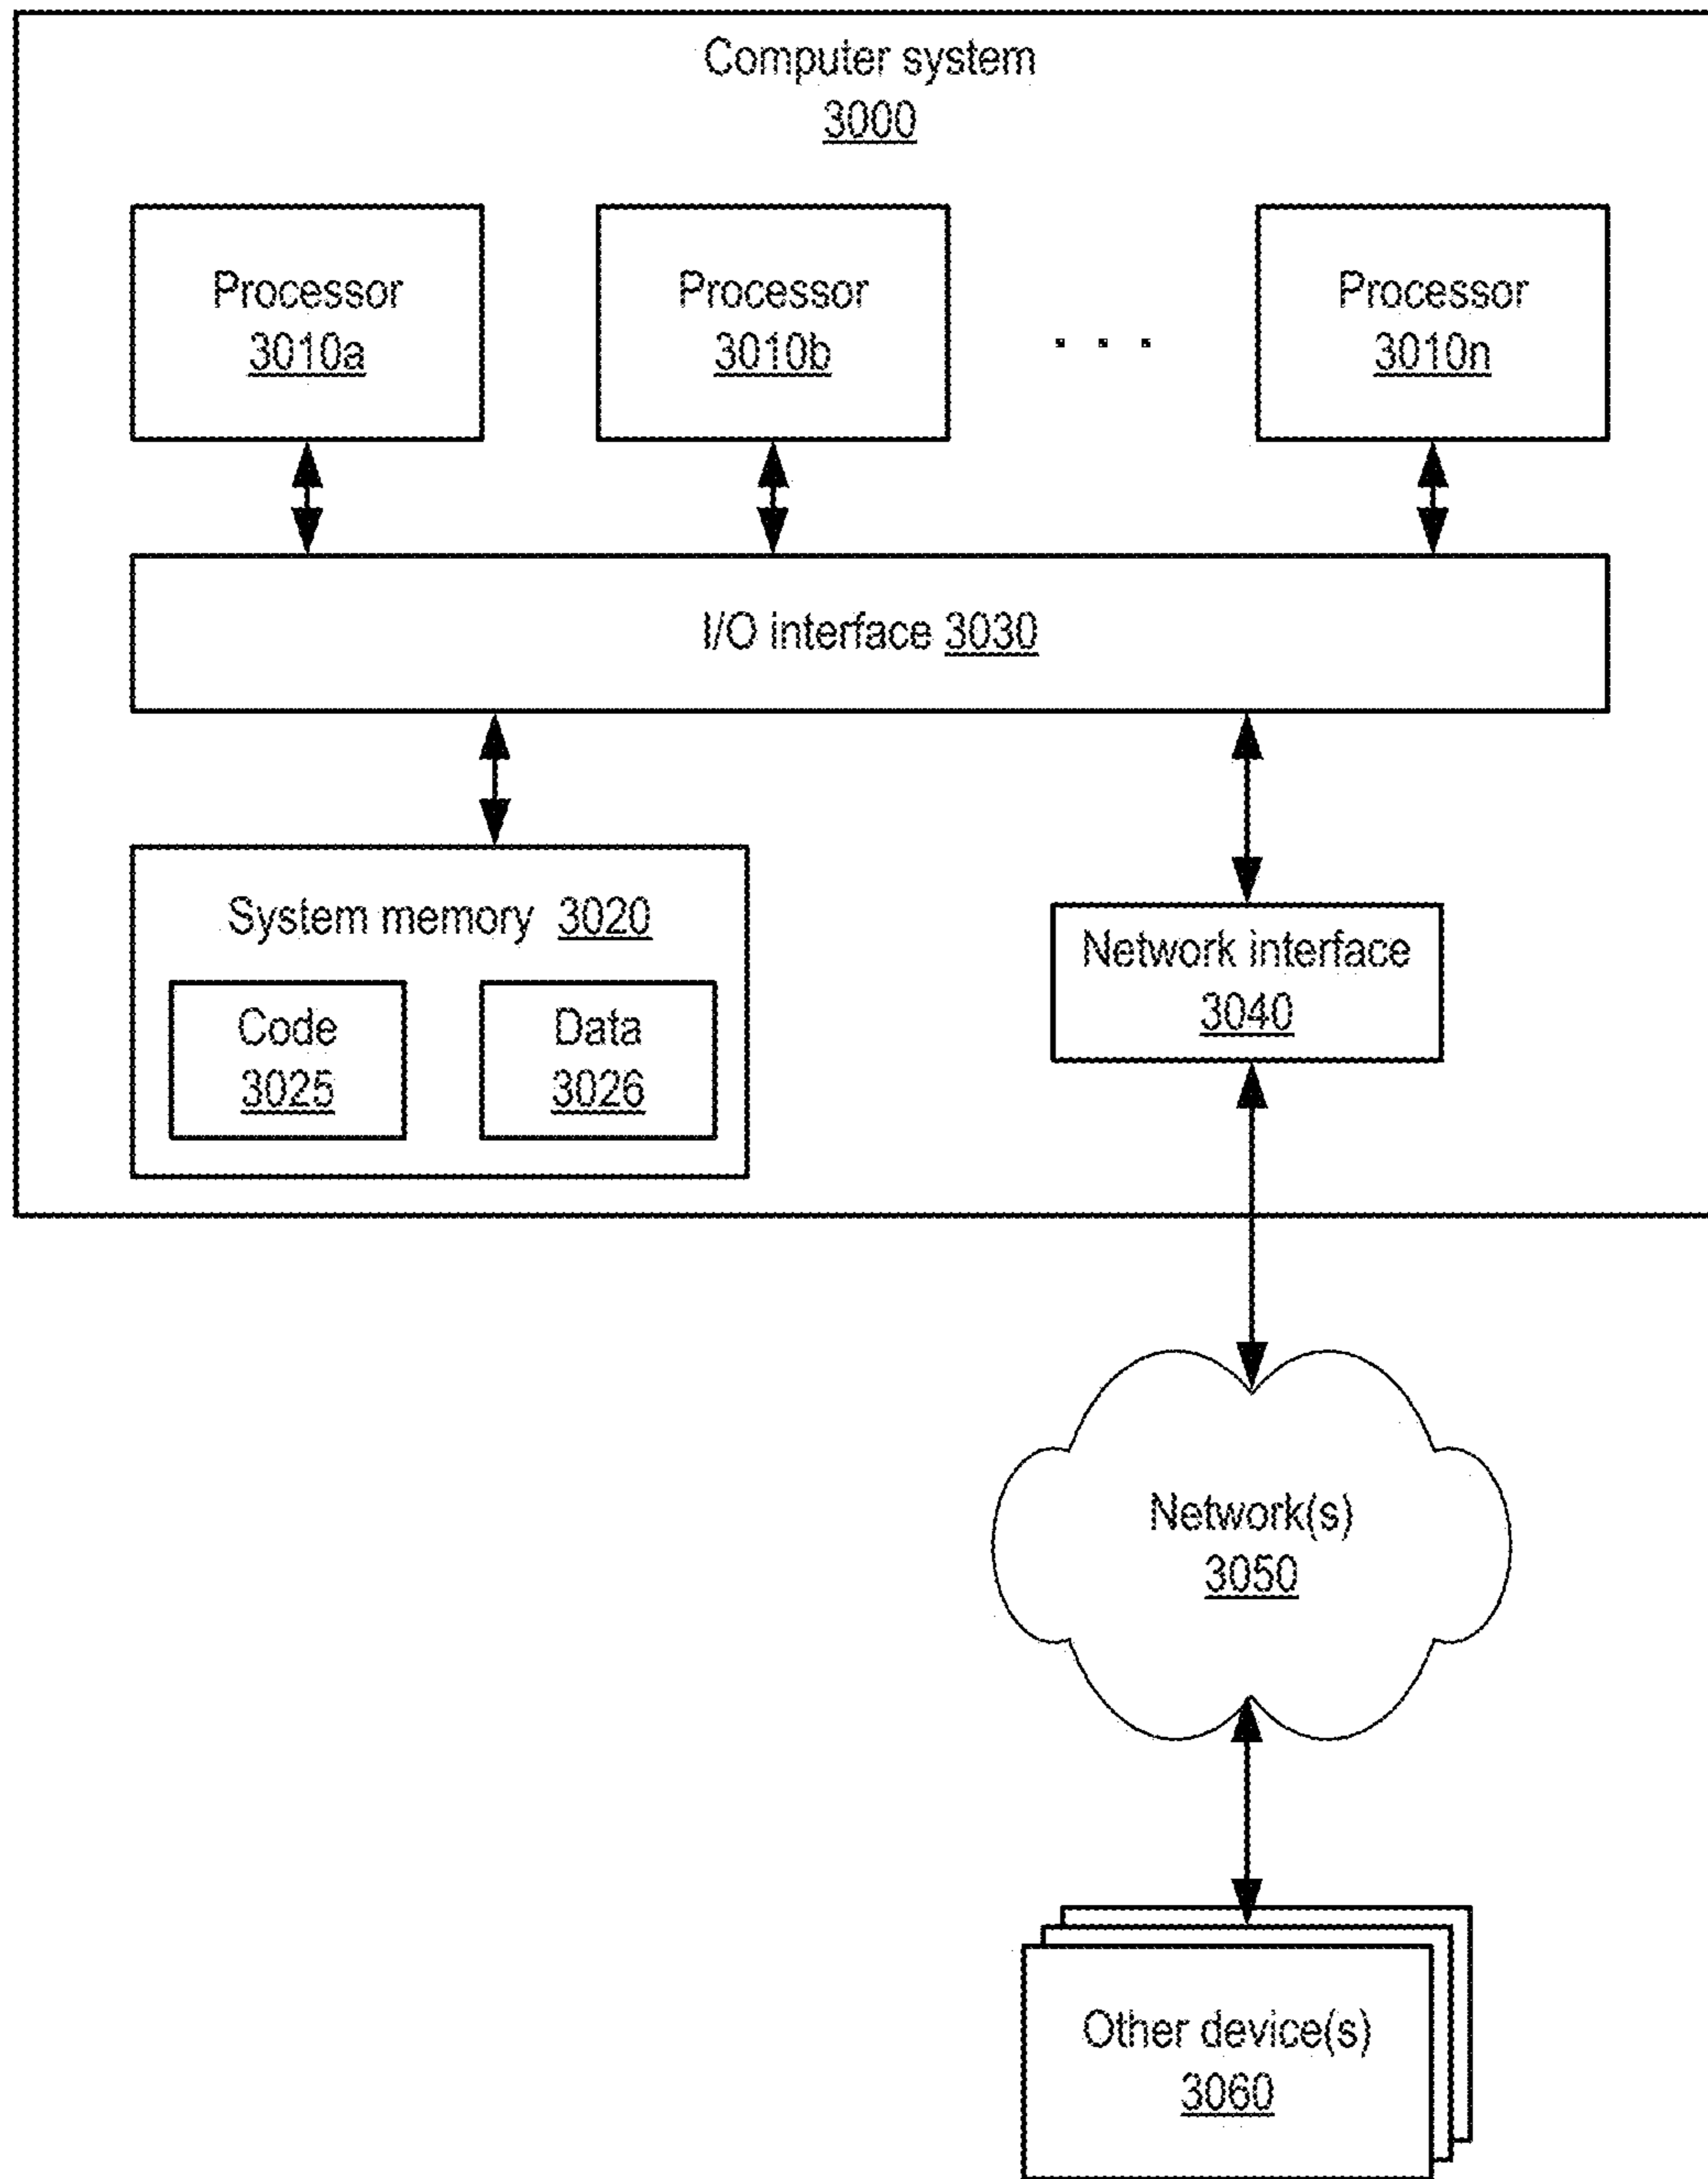 Computer system
3000
Processor
3010a
Processor
3010b
. . .
Processor
3010n
I/O interface 3030
System memory 3020
Code
3025
Data
3026
Network interface
3040
Network(s)
3050
Other device(s)
3060